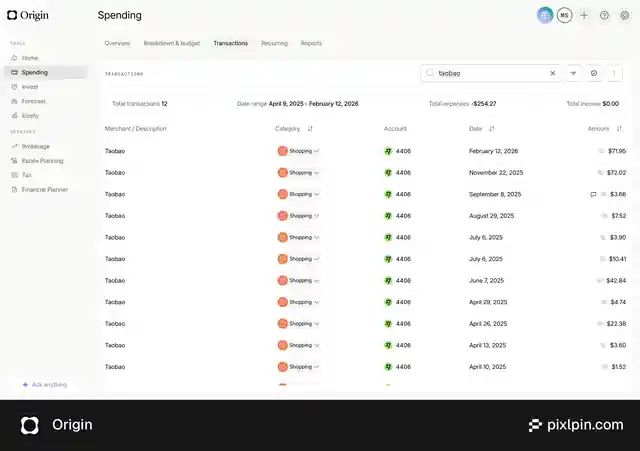 Origin
Spending
MS
TOOLS
Home
Spending
Invest
Forecast
Equity
SERVICES
Brokerage
Estate Planning
Tax
Financial Planner
Ask anything
Overview Breakdown & budget Transactions Recurring Reports
TRANSACTIONS
taobao
Total transactions 12 Date range April 9, 2025 - February 12, 2026 Total expenses -$254.27 Total income $0.00
Merchant / Description Category Account Date Amount
Taobao Shopping 4406 February 12, 2026 $71.95
Taobao Shopping 4406 November 22, 2025 $72.02
Taobao Shopping 4406 September 8, 2025 $3.66
Taobao Shopping 4406 August 29, 2025 $7.52
Taobao Shopping 4406 July 6, 2025 $3.90
Taobao Shopping 4406 July 6, 2025 $10.41
Taobao Shopping 4406 June 7, 2025 $42.84
Taobao Shopping 4406 April 29, 2025 $4.74
Taobao Shopping 4406 April 26, 2025 $22.38
Taobao Shopping 4406 April 13, 2025 $3.60
Taobao Shopping 4406 April 10, 2025 $1.52
Origin
pixlpin.com